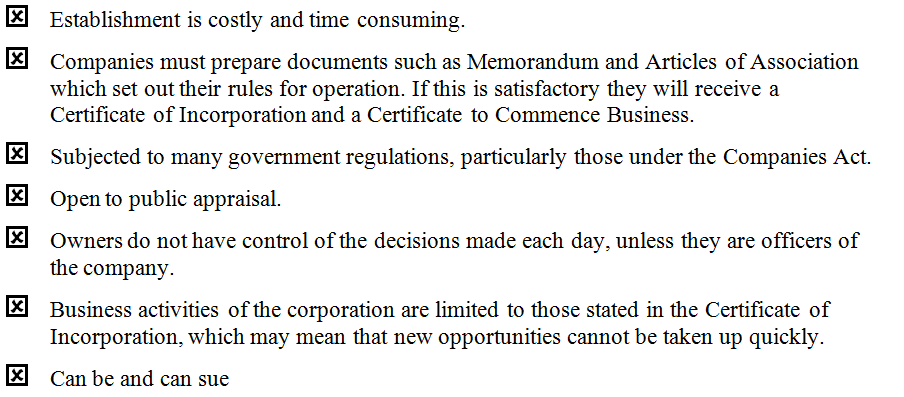 Establishment is costly and time consuming.
Companies must prepare documents such as Memorandum and Articles of Association
which set out their rules for operation. If this is satisfactory they will receive a
Certificate of Incorporation and a Certificate to Commence Business.
Subjected to many government regulations, particularly those under the Companies Act.
Open to public appraisal.
Owners do not have control of the decisions made each day, unless they are officers of
the company.
Business activities of the corporation are limited to those stated in the Certificate of
Incorporation, which may mean that new opportunities cannot be taken up quickly.
Can be and can sue